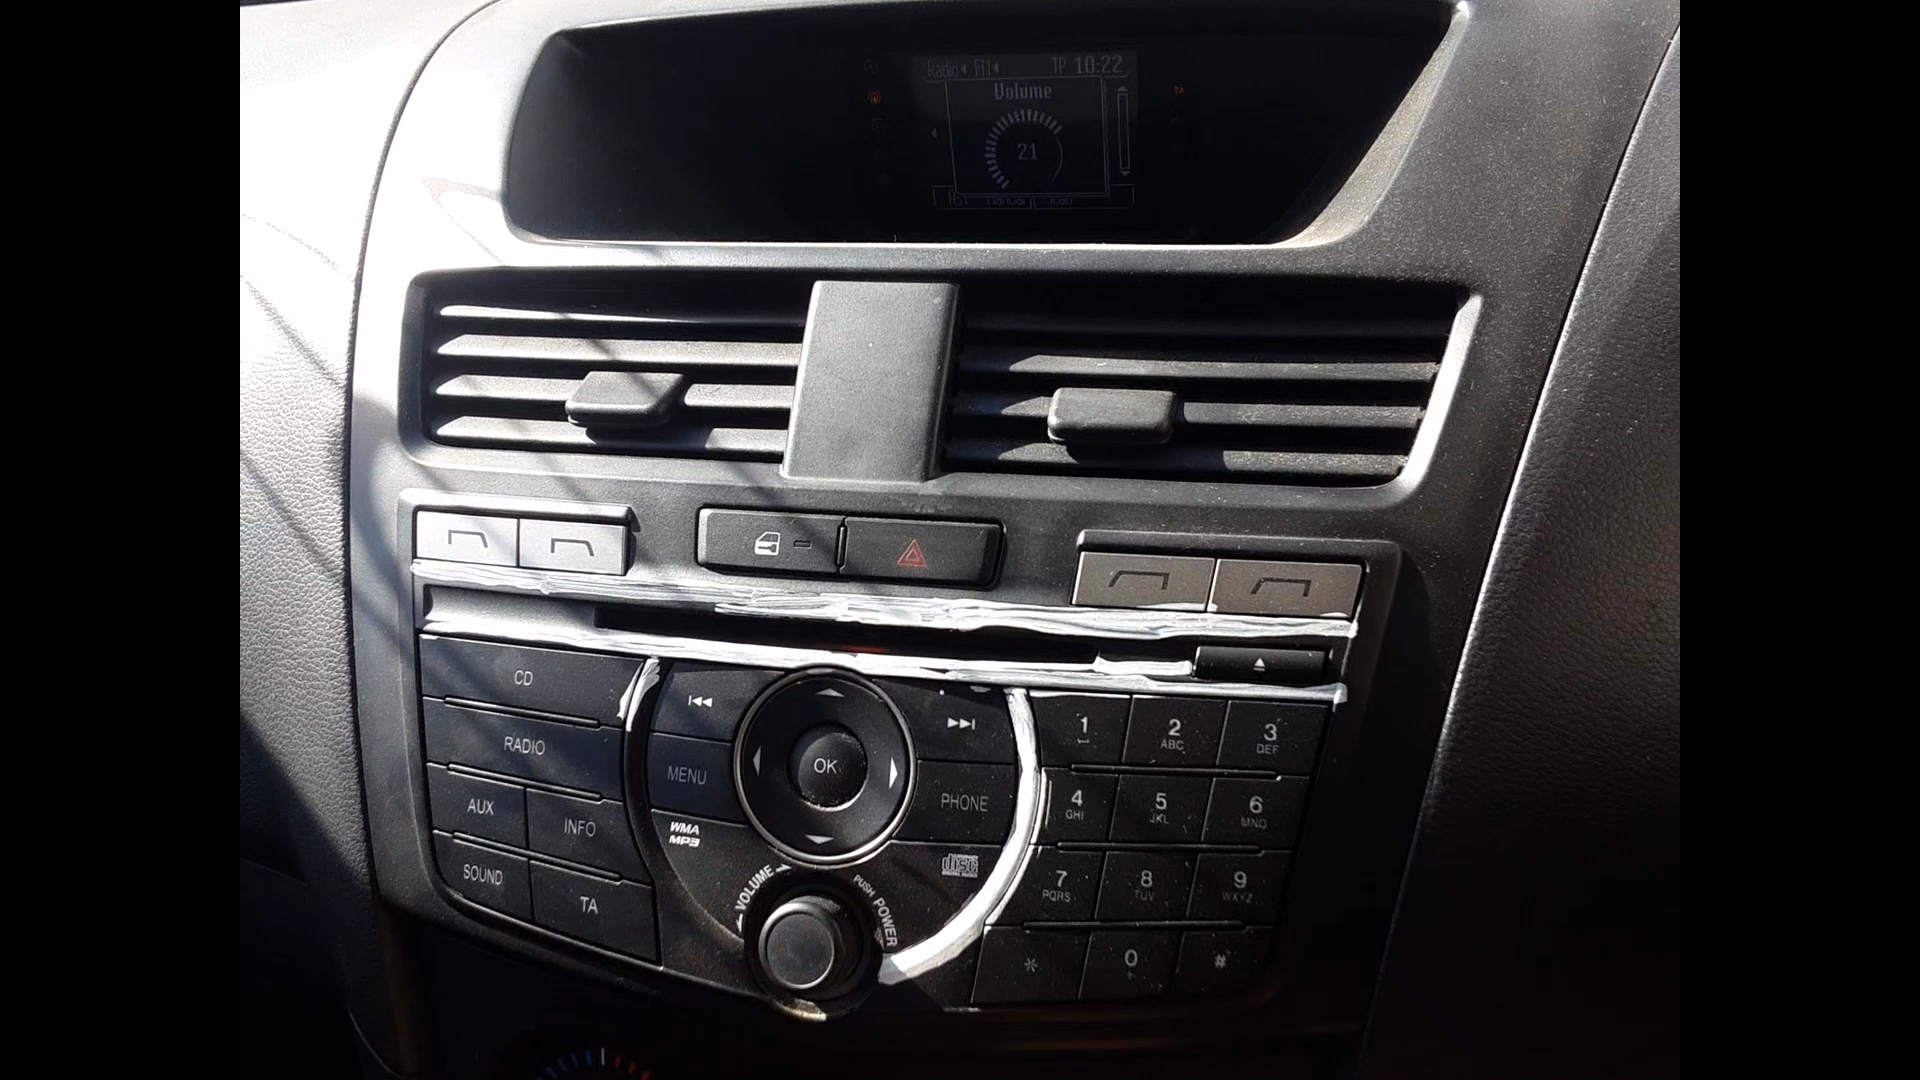 Radio FM TP 10:22
Volume
21
TA
CD
1
2 ABC
3 DEF
RADIO
MENU
OK
PHONE
4 GHI
5 JKL
6 MNO
AUX
INFO
WMA
MP3
disc
SOUND
TA
VOLUME
PUSH POWER
7 PQRS
8 TUV
9 WXYZ
*
0 +
#